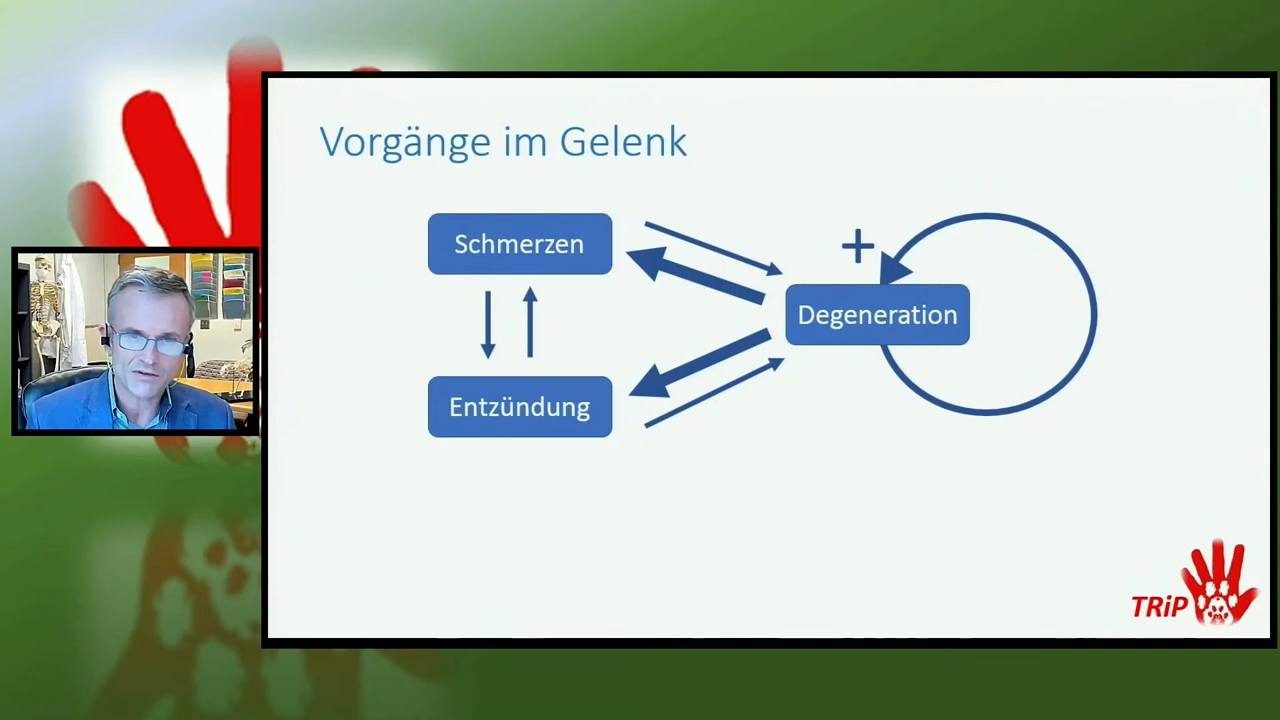 Vorgänge im Gelenk
Schmerzen
+
Degeneration
Entzündung
TRiP